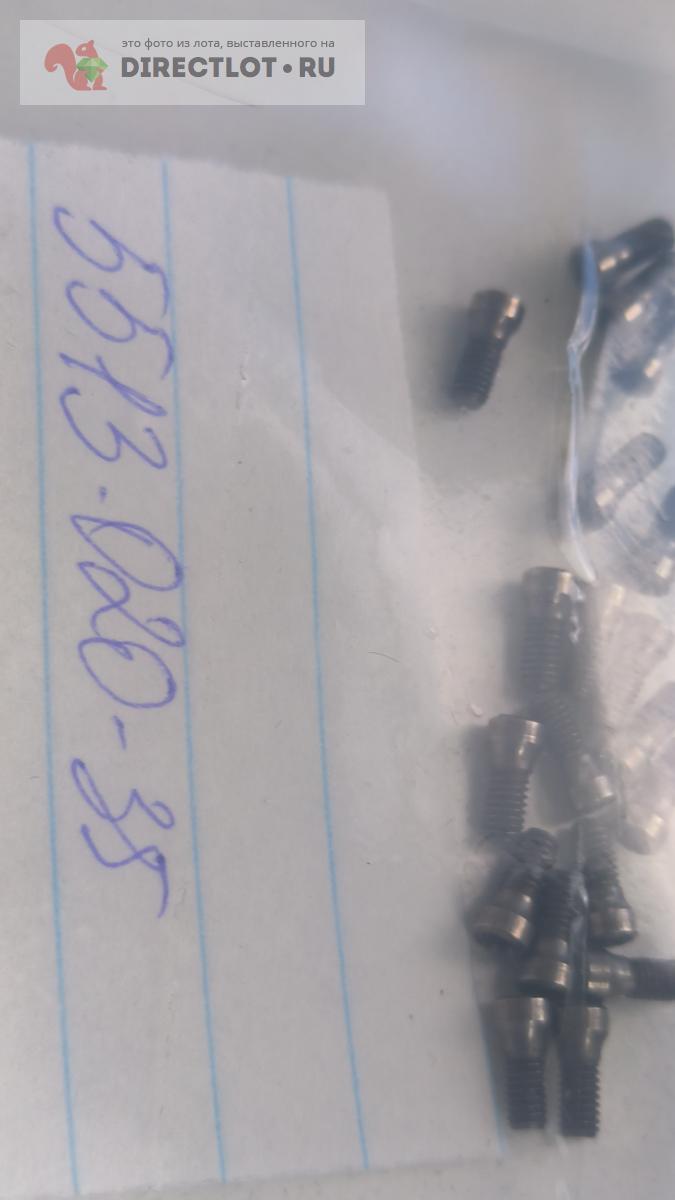 это фото из лота, выставленного на
DIRECTLOT•RU
5513-020-35